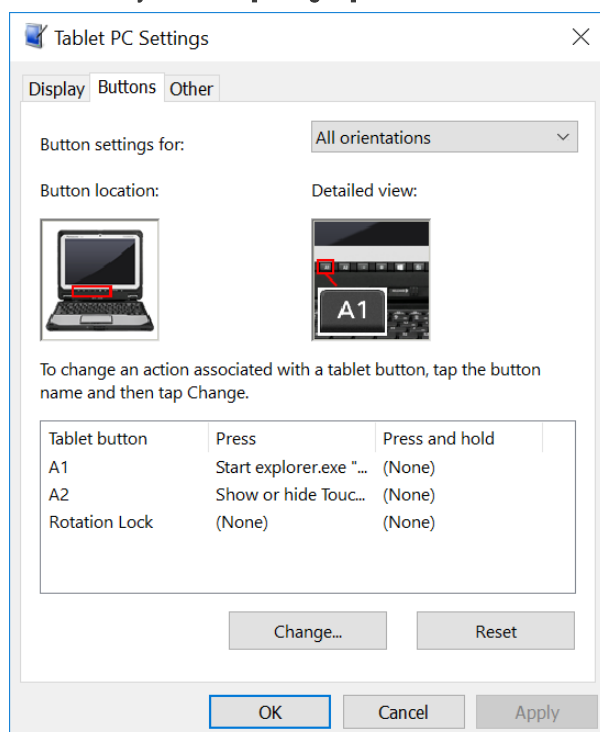 Tablet PC Settings
Display Buttons Other
Button settings for: All orientations
Button location: Detailed view:
A1
To change an action associated with a tablet button, tap the button
name and then tap Change.
Tablet button Press Press and hold
A1 Start explorer.exe "... (None)
A2 Show or hide Touc... (None)
Rotation Lock (None) (None)
Change... Reset
OK Cancel Apply